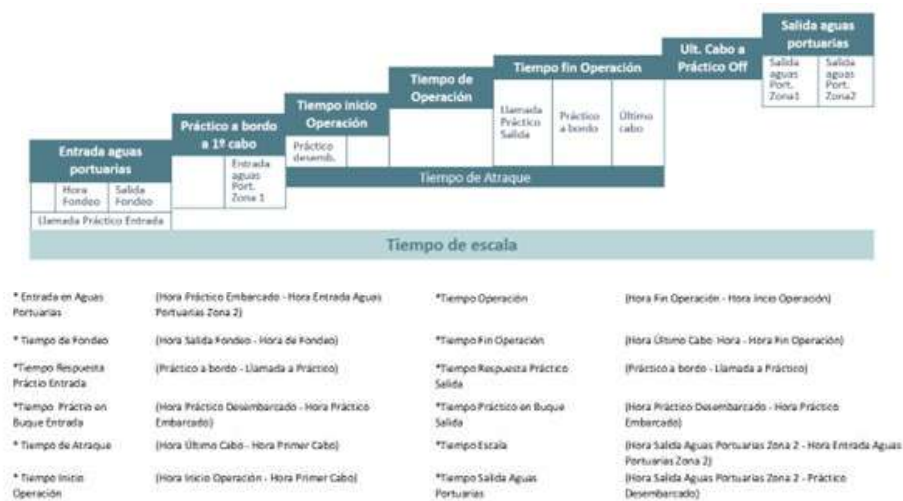 Salida aguas
portuarias
Ult. Cabo a
Práctico Off
Salida
aguas
Port.
Zona1
Salida
aguas
Port.
Zona2
Tiempo fin Operación
Tiempo de
Operación
Llamada
Práctico
Salida
Práctico
a bordo
Último
cabo
Tiempo inicio
Operación
Práctico a bordo
a 1º cabo
Práctico
desemb.
Entrada aguas
portuarias
Entrada
aguas
Port.
Zona 1
Tiempo de Atraque
Hora
Fondeo
Salida
Fondeo
Llamada Práctico Entrada
Tiempo de escala
* Entrada en Aguas
Portuarias
(Hora Práctico Embarcado - Hora Entrada Aguas
Portuarias Zona 2)
* Tiempo de Fondeo
(Hora Salida Fondeo - Hora de Fondeo)
*Tiempo Respuesta
Práctio Entrada
(Práctico a bordo - Llamada a Práctico)
*Tiempo Práctio en
Buque Entrada
(Hora Práctico Desembarcado - Hora Práctico
Embarcado)
* Tiempo de Atraque
(Hora Último Cabo - Hora Primer Cabo)
* Tiempo Inicio
Operación
(Hora Inicio Operación - Hora Primer Cabo)
*Tiempo Operación
(Hora Fin Operación - Hora Incio Operación)
*Tiempo Fin Operación
(Hora Último Cabo Hora - Hora Fin Operación)
*Tiempo Respuesta Práctico
Salida
(Práctico a bordo - Llamada a Práctico)
*Tiempo Práctico en Buque
Salida
(Hora Práctico Desembarcado - Hora Práctico
Embarcado)
*Tiempo Escala
(Hora Salida Aguas Portuarias Zona 2 - Hora Entrada Aguas
Portuarias Zona 2)
*Tiempo Salida Aguas
Portuarias
(Hora Salida Aguas Portuarias Zona 2 - Práctico
Desembarcado)